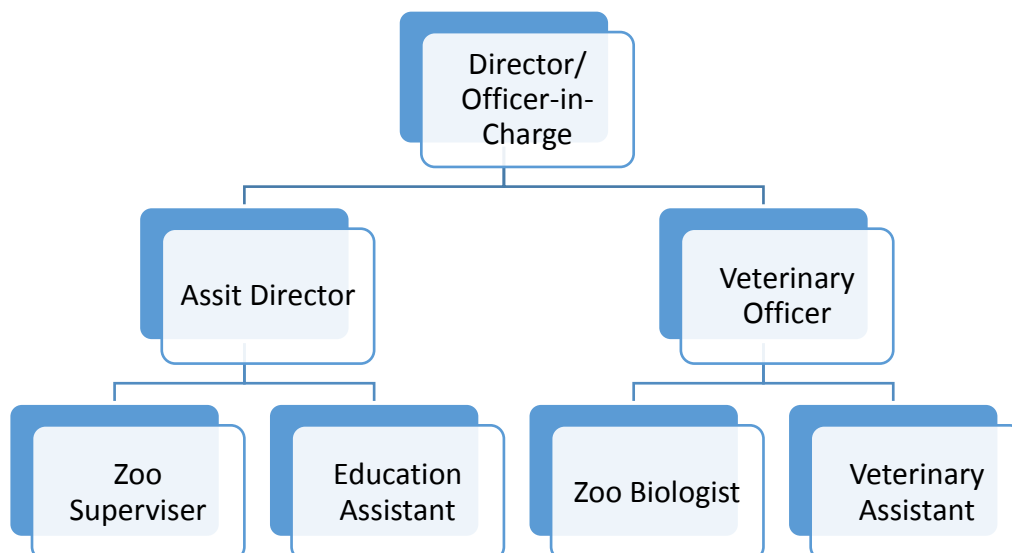 Director/
Officer-in-
Charge
Assit Director
Veterinary
Officer
Zoo
Superviser
Education
Assistant
Zoo Biologist
Veterinary
Assistant